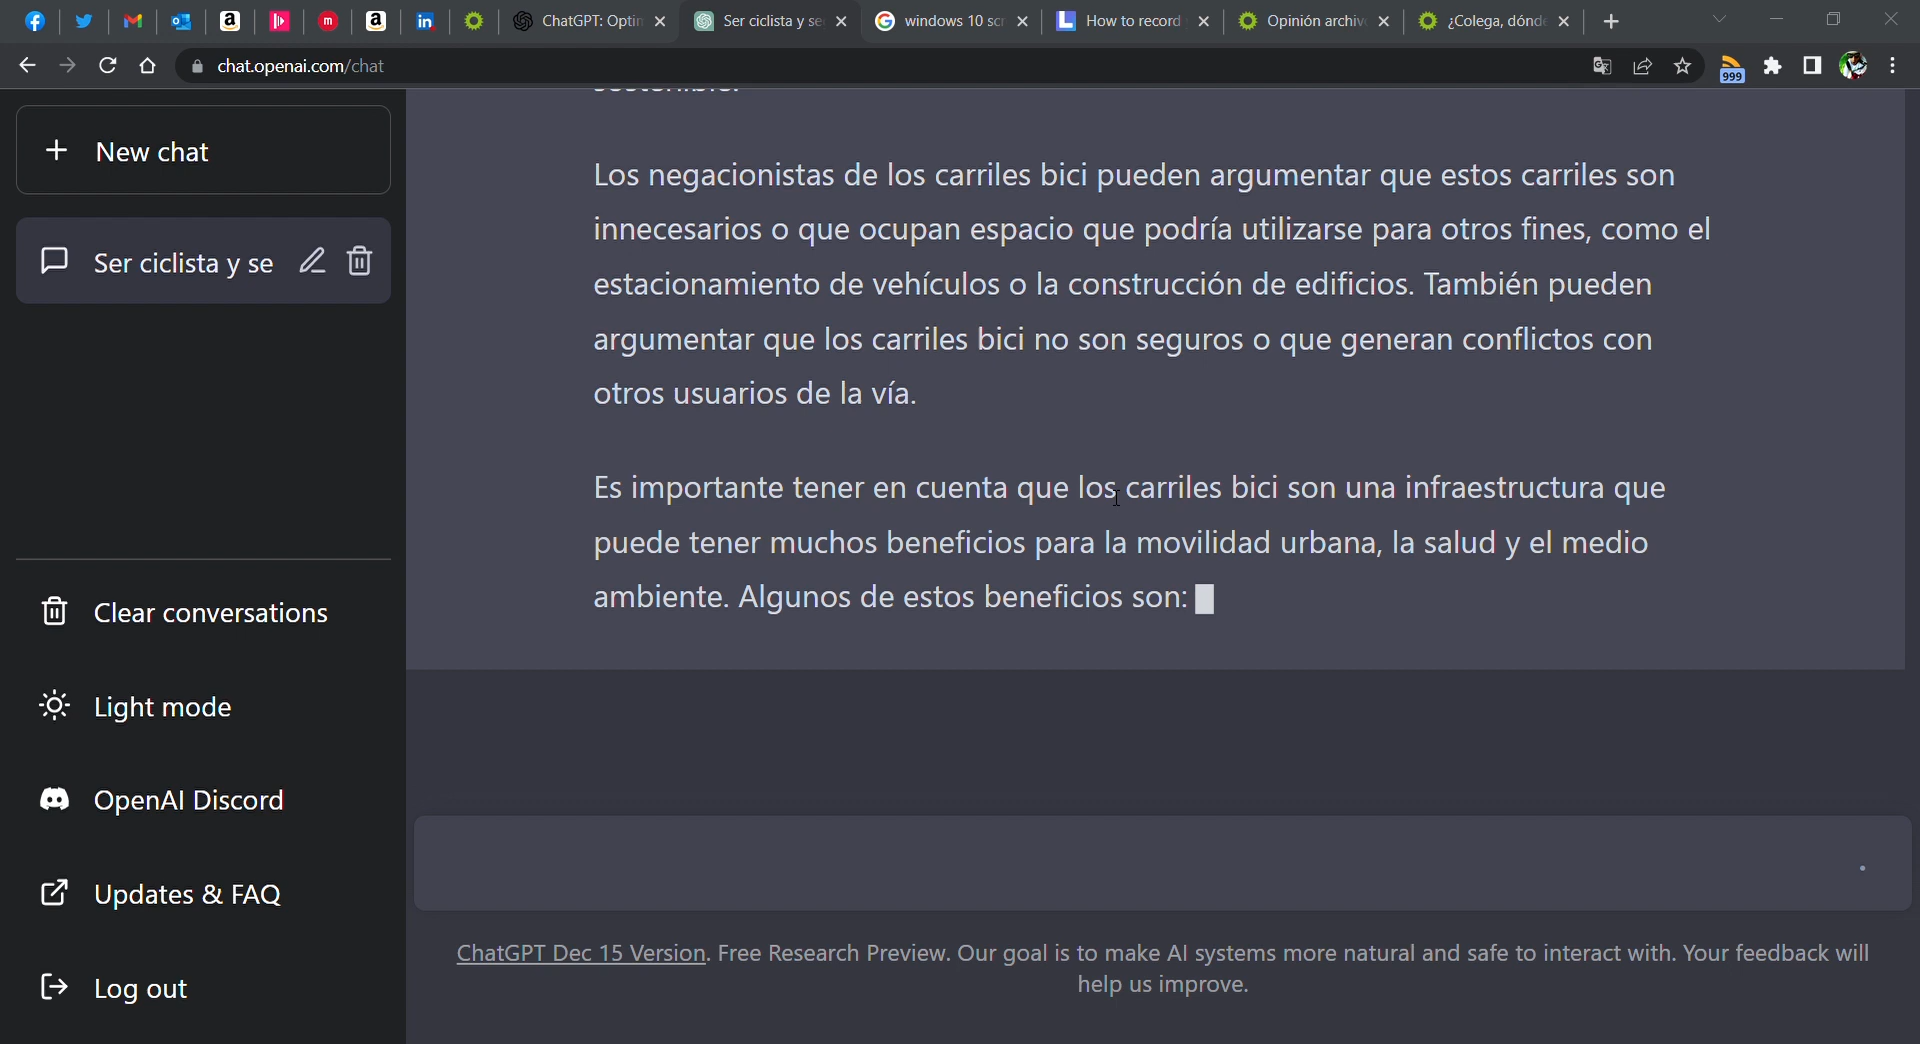 ChatGPT: Optin
Ser ciclista y se
windows 10 scr
How to record
Opinión archiv
¿Colega, dónde
chat.openai.com/chat
999
New chat
Ser ciclista y se
Clear conversations
Light mode
OpenAI Discord
Updates & FAQ
Log out
Los negacionistas de los carriles bici pueden argumentar que estos carriles son
innecesarios o que ocupan espacio que podría utilizarse para otros fines, como el
estacionamiento de vehículos o la construcción de edificios. También pueden
argumentar que los carriles bici no son seguros o que generan conflictos con
otros usuarios de la vía.
Es importante tener en cuenta que los carriles bici son una infraestructura que
puede tener muchos beneficios para la movilidad urbana, la salud y el medio
ambiente. Algunos de estos beneficios son:
ChatGPT Dec 15 Version. Free Research Preview. Our goal is to make AI systems more natural and safe to interact with. Your feedback will
help us improve.